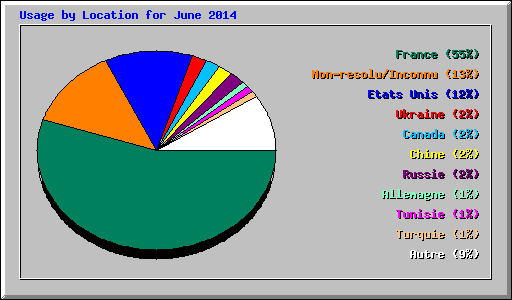 Usage by Location for June 2014
France (55%)
Non-resolu/Inconnu (13%)
Etats Unis (12%)
Ukraine (2%)
Canada (2%)
Chine (2%)
Russie (2%)
Allemagne (1%)
Tunisie (1%)
Turquie (1%)
Autre (9%)